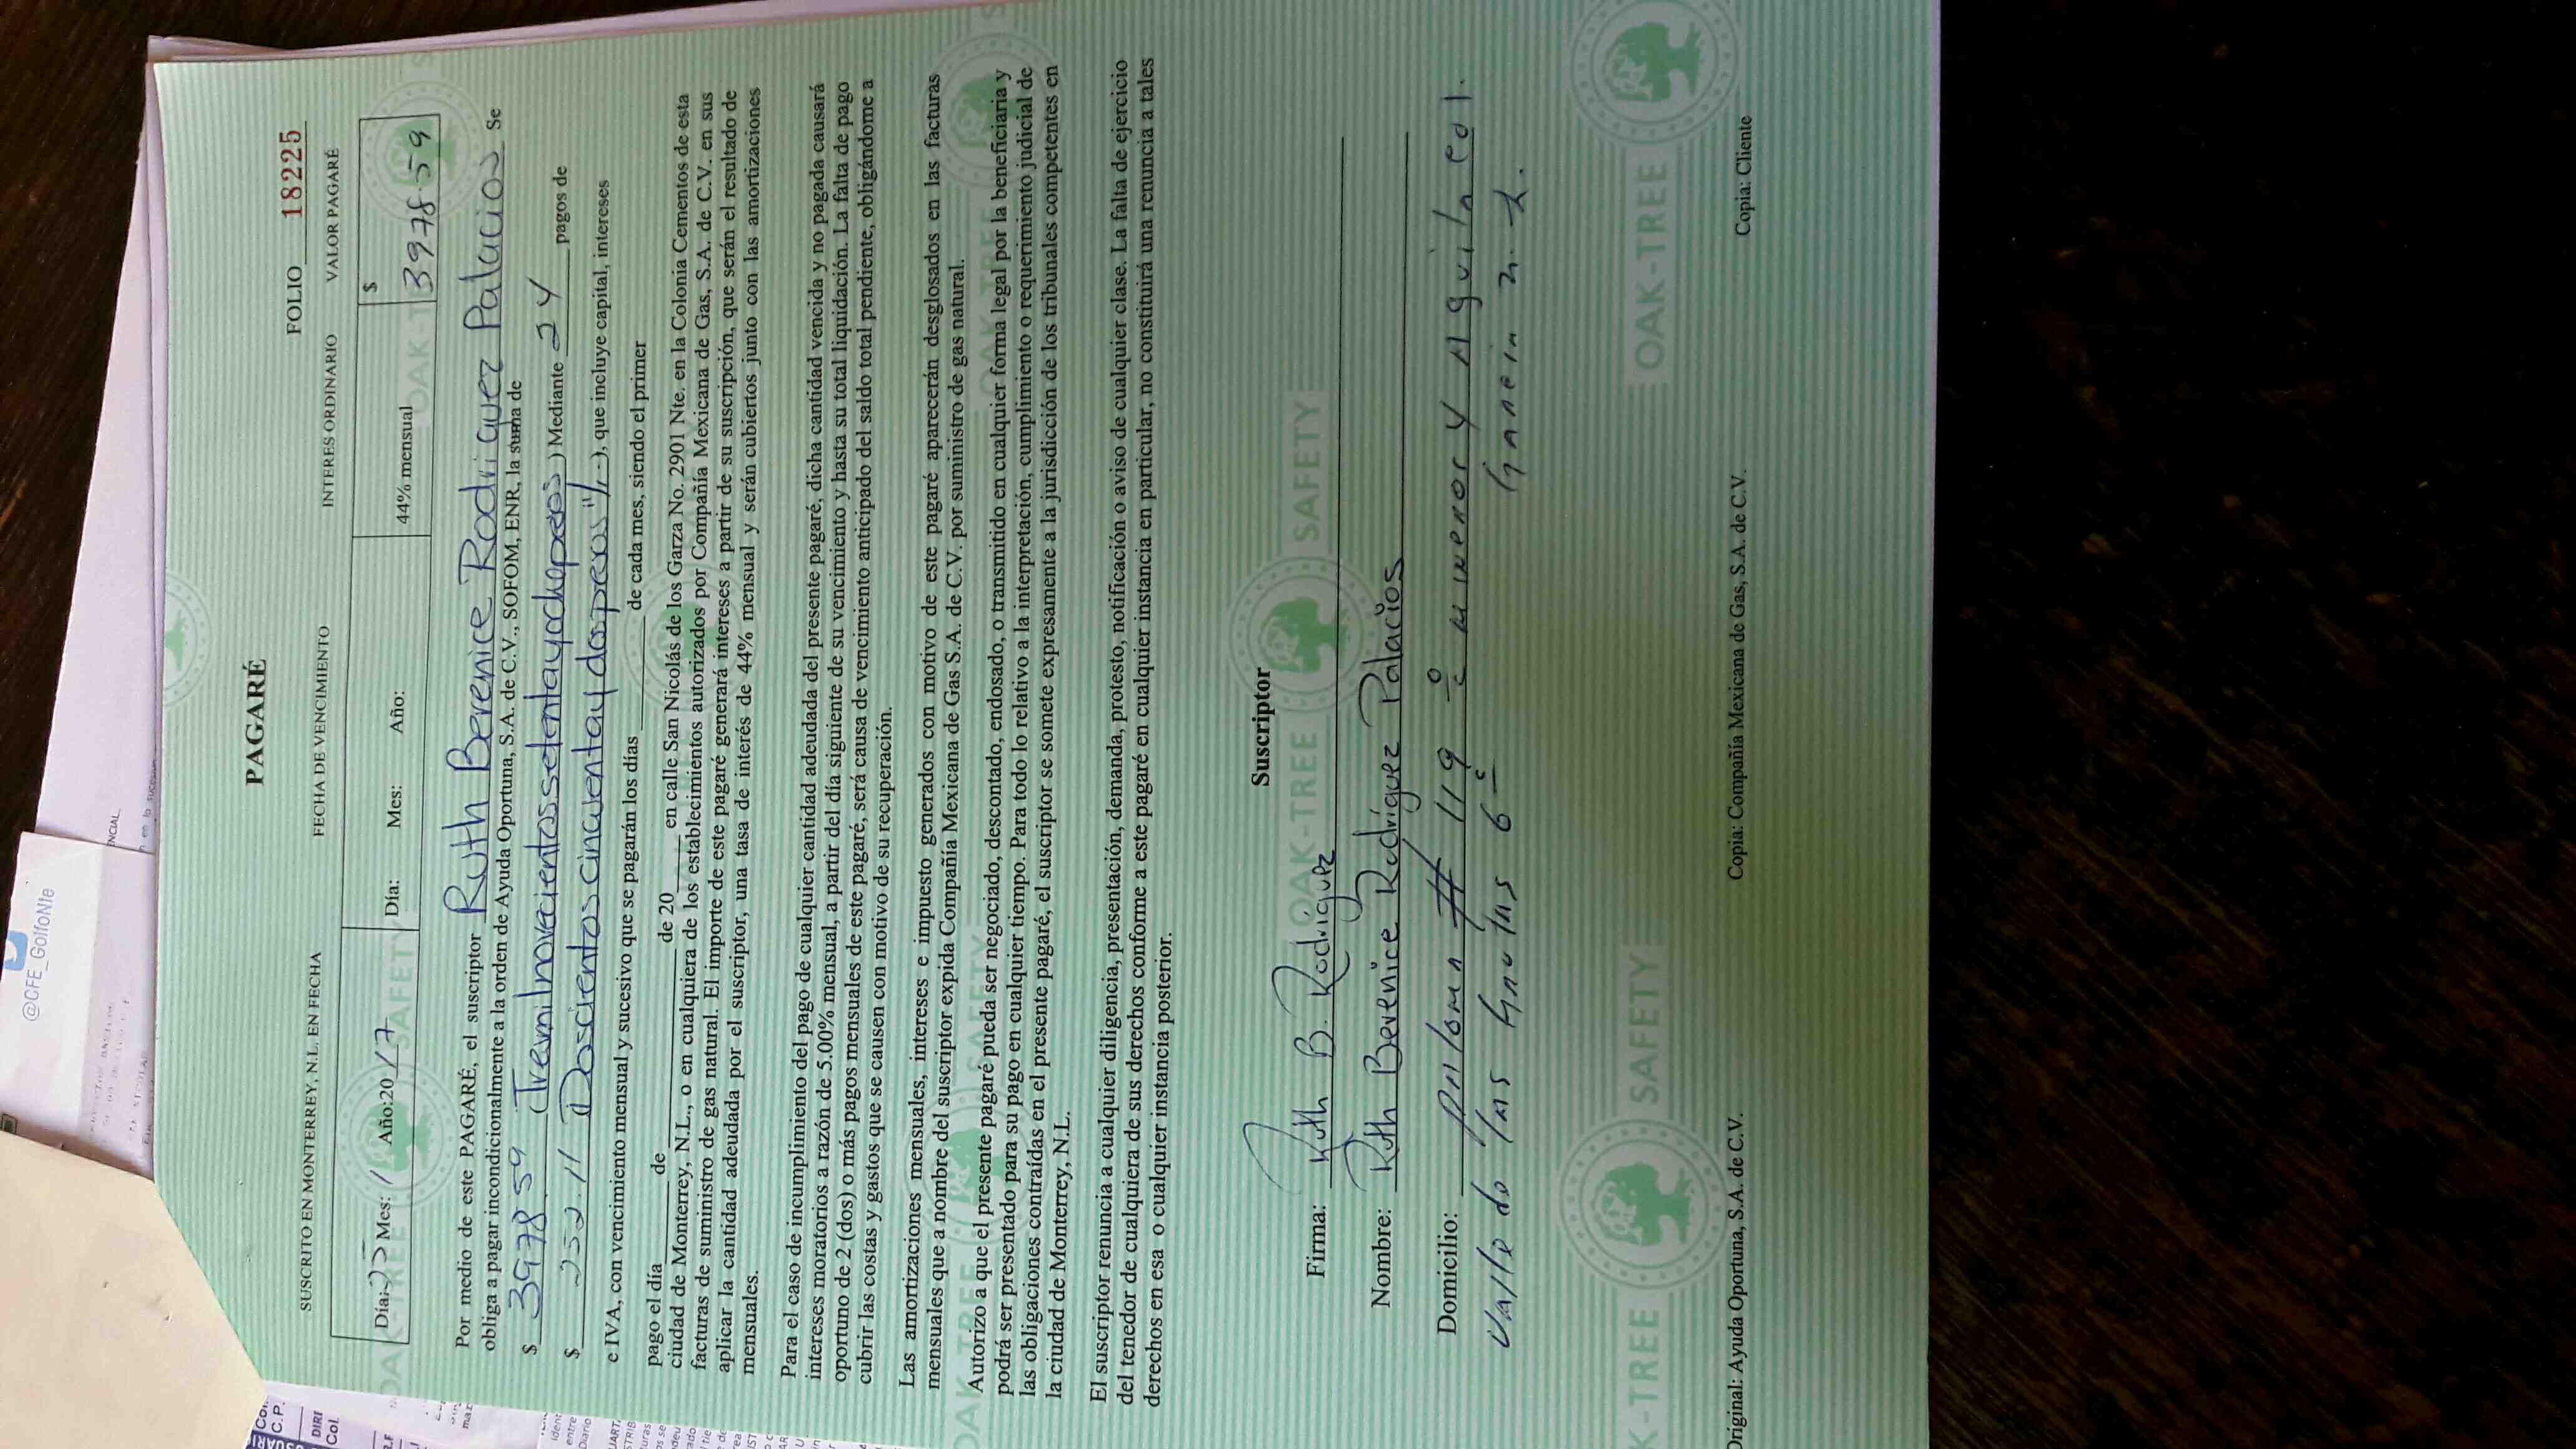 @CFE_GolfoNte
PAGARÉ
FOLIO 18225
SUSCRITO EN MONTERREY, N.L. EN FECHA FECHA DE VENCIMIENTO INTERES ORDINARIO VALOR PAGARÉ
Día: 25 Mes: 1 Año:20 17 Día: Mes: Año: 44% mensual $ 3978.59
Por medio de este PAGARÉ, el suscriptor Ruth Berenice Rodriguez Palacios Se
obliga a pagar incondicionalmente a la orden de Ayuda Oportuna, S.A. de C.V., SOFOM, ENR, la suma de
$ 3978.59 (Tres mil novecientos setenta y ocho pesos) Mediante 24 pagos de
$ 252.11 (Doscientos cincuenta y dos pesos 11/--), que incluye capital, intereses
e IVA, con vencimiento mensual y sucesivo que se pagarán los días de cada mes, siendo el primer
pago el día de de 20 en calle San Nicolás de los Garza No. 2901 Nte. en la Colonia Cementos de esta
ciudad de Monterrey, N.L., o en cualquiera de los establecimientos autorizados por Compañía Mexicana de Gas, S.A. de C.V. en sus
facturas de suministro de gas natural. El importe de este pagaré generará intereses a partir de su suscripción, que serán el resultado de
aplicar la cantidad adeudada por el suscriptor, una tasa de interés de 44% mensual y serán cubiertos junto con las amortizaciones
mensuales.
Para el caso de incumplimiento del pago de cualquier cantidad adeudada del presente pagaré, dicha cantidad vencida y no pagada causará
intereses moratorios a razón de 5.00% mensual, a partir del día siguiente de su vencimiento y hasta su total liquidación. La falta de pago
oportuno de 2 (dos) o más pagos mensuales de este pagaré, será causa de vencimiento anticipado del saldo total pendiente, obligándome a
cubrir las costas y gastos que se causen con motivo de su recuperación.
Las amortizaciones mensuales, intereses e impuesto generados con motivo de este pagaré aparecerán desglosados en las facturas
mensuales que a nombre del suscriptor expida Compañía Mexicana de Gas S.A. de C.V. por suministro de gas natural.
Autorizo a que el presente pagaré pueda ser negociado, descontado, endosado, o transmitido en cualquier forma legal por la beneficiaria y
podrá ser presentado para su pago en cualquier tiempo. Para todo lo relativo a la interpretación, cumplimiento o requerimiento judicial de
las obligaciones contraídas en el presente pagaré, el suscriptor se somete expresamente a la jurisdicción de los tribunales competentes en
la ciudad de Monterrey, N.L.
El suscriptor renuncia a cualquier diligencia, presentación, demanda, protesto, notificación o aviso de cualquier clase. La falta de ejercicio
del tenedor de cualquiera de sus derechos conforme a este pagaré en cualquier instancia en particular, no constituirá una renuncia a tales
derechos en esa o cualquier instancia posterior.
Suscriptor
Firma: Ruth B. Rodríguez
Nombre: Ruth Berenice Rodríguez Palacios
Domicilio: # 119 y col.
Valle de las 6°
OAK-TREE SAFETY OAK-TREE
Original: Ayuda Oportuna, S.A. de C.V. Copia: Compañía Mexicana de Gas, S.A. de C.V. Copia: Cliente